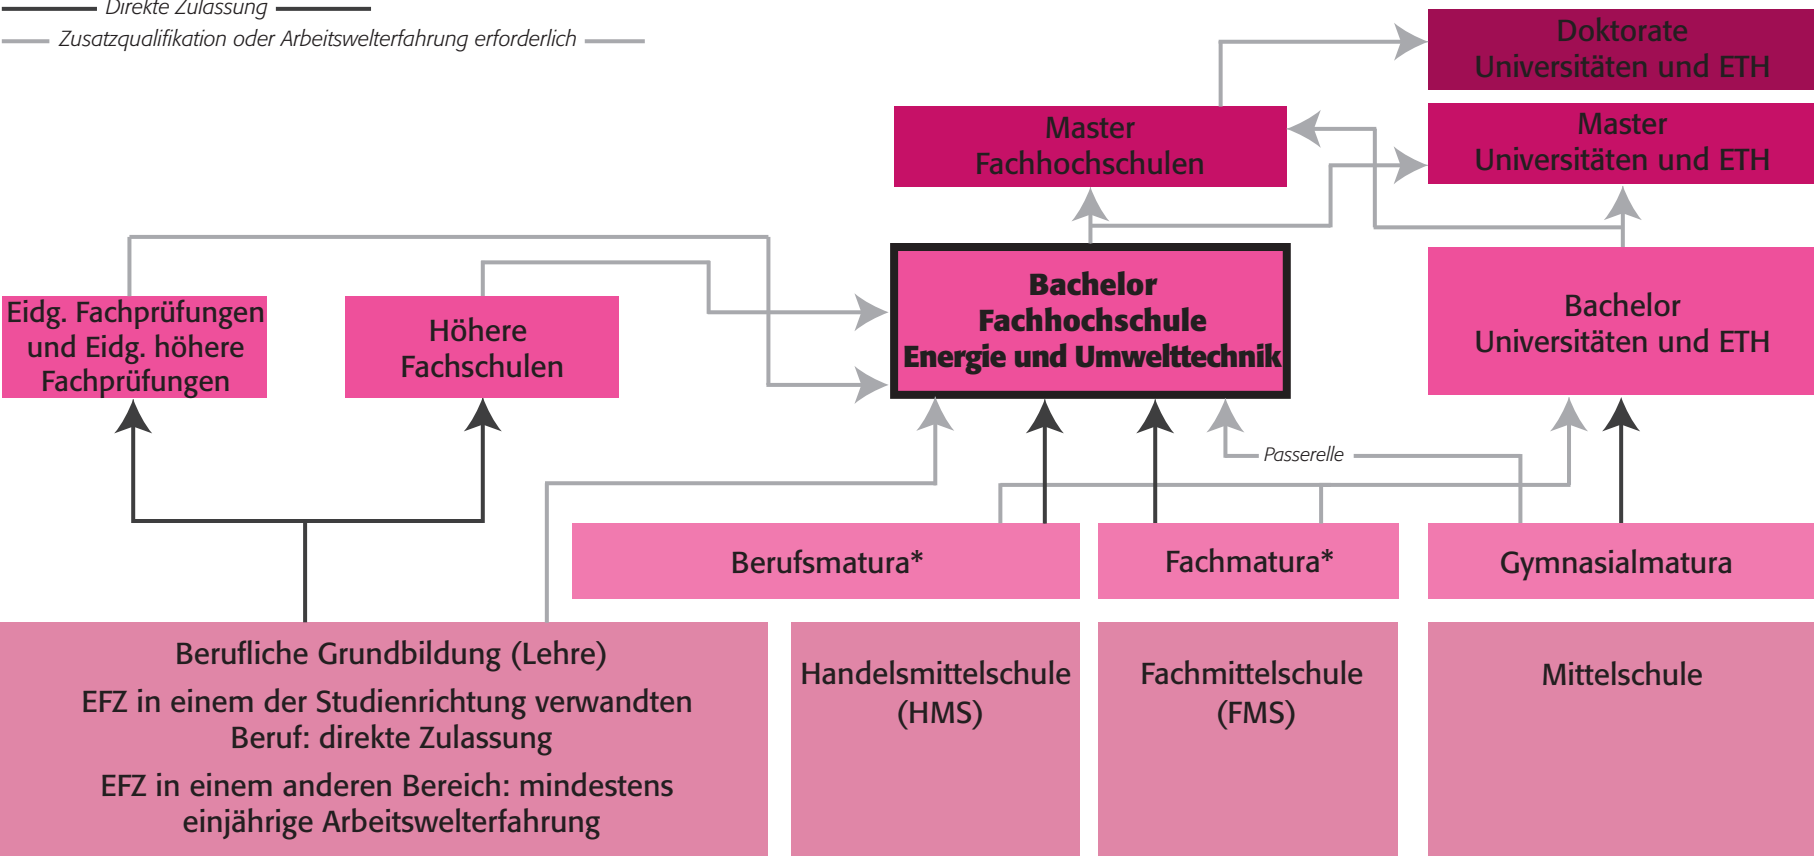 Direkte Zulassung
Zusatzqualifikation oder Arbeitswelterfahrung erforderlich
Doktorate
Universitäten und ETH
Master
Fachhochschulen
Master
Universitäten und ETH
Eidg. Fachprüfungen
und Eidg. höhere
Fachprüfungen
Höhere
Fachschulen
Bachelor
Fachhochschule
Energie und Umwelttechnik
Bachelor
Universitäten und ETH
Passerelle
Berufsmatura*
Fachmatura*
Gymnasialmatura
Berufliche Grundbildung (Lehre)
EFZ in einem der Studienrichtung verwandten
Beruf: direkte Zulassung
EFZ in einem anderen Bereich: mindestens
einjährige Arbeitswelterfahrung
Handelsmittelschule
(HMS)
Fachmittelschule
(FMS)
Mittelschule